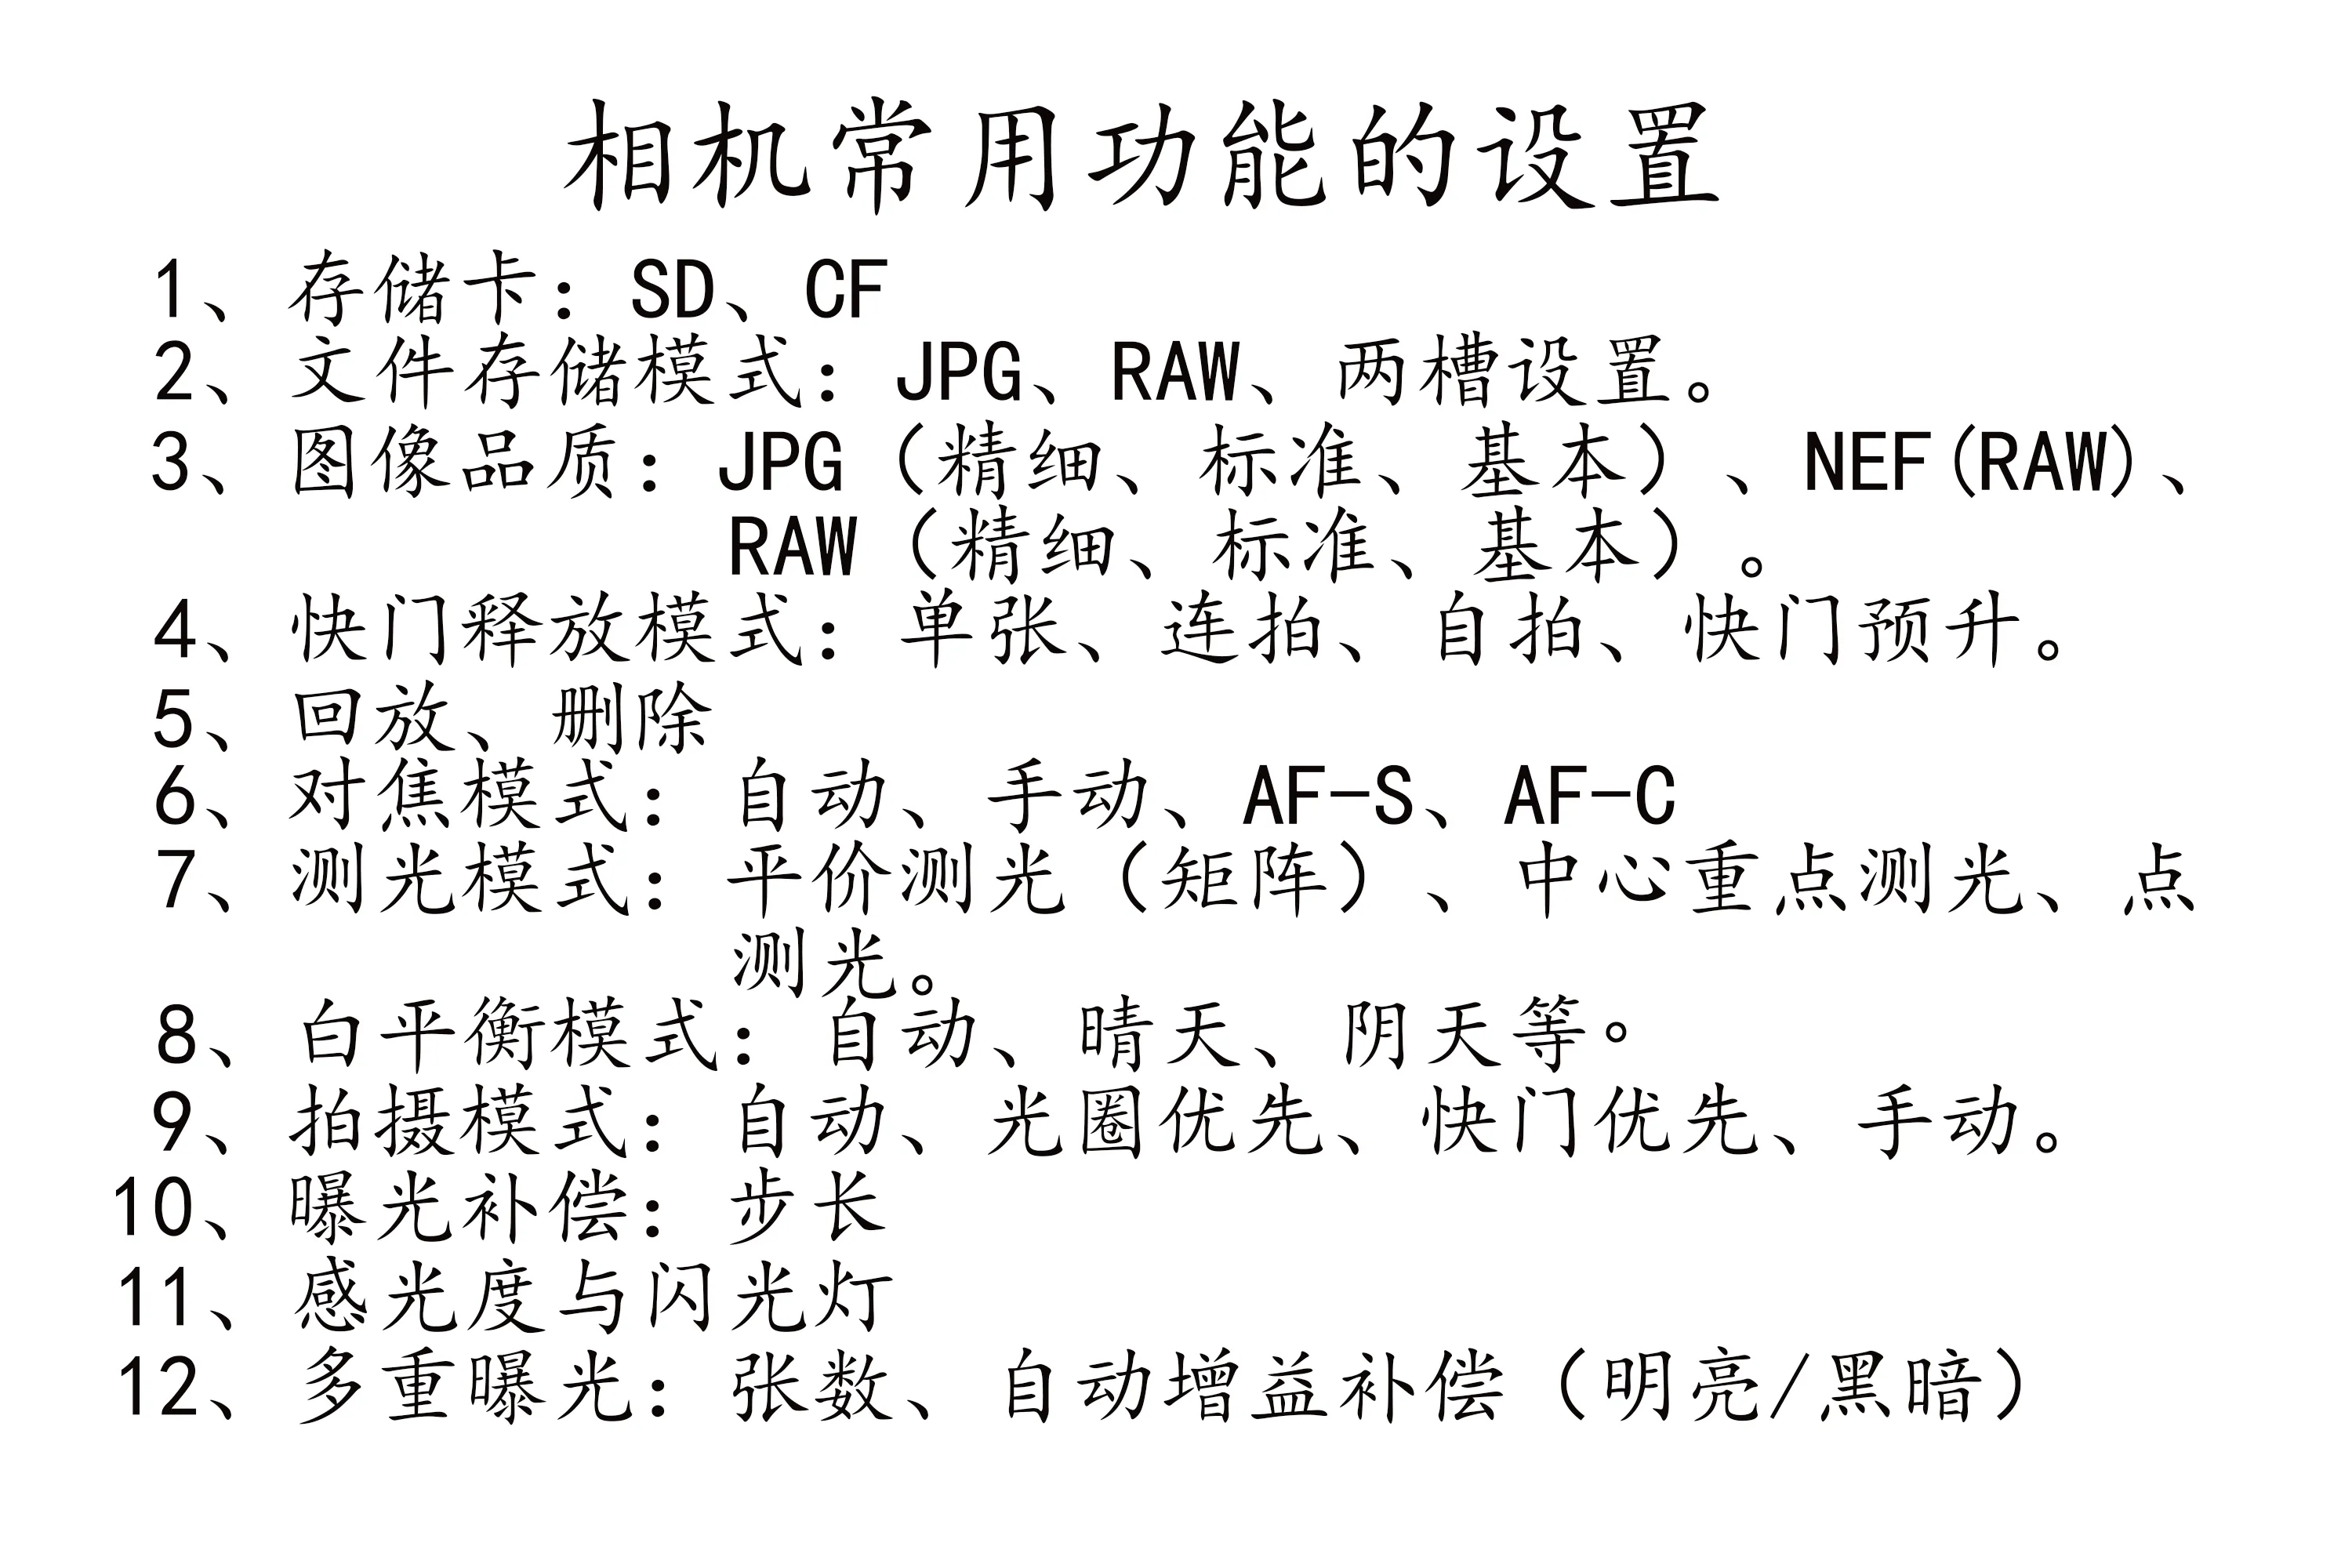 相机常用功能的设置
1、存储卡：SD、CF
2、文件存储模式：JPG、RAW、两槽设置。
3、图像品质：JPG（精细、标准、基本）、NEF(RAW)、
RAW（精细、标准、基本）。
4、快门释放模式：单张、连拍、自拍、快门预升。
5、回放、删除
6、对焦模式：自动、手动、AF-S、AF-C
7、测光模式：平价测光（矩阵）、中心重点测光、点
测光。
8、白平衡模式：自动、晴天、阴天等。
9、拍摄模式：自动、光圈优先、快门优先、手动。
10、曝光补偿：步长
11、感光度与闪光灯
12、多重曝光：张数、自动增益补偿（明亮/黑暗）